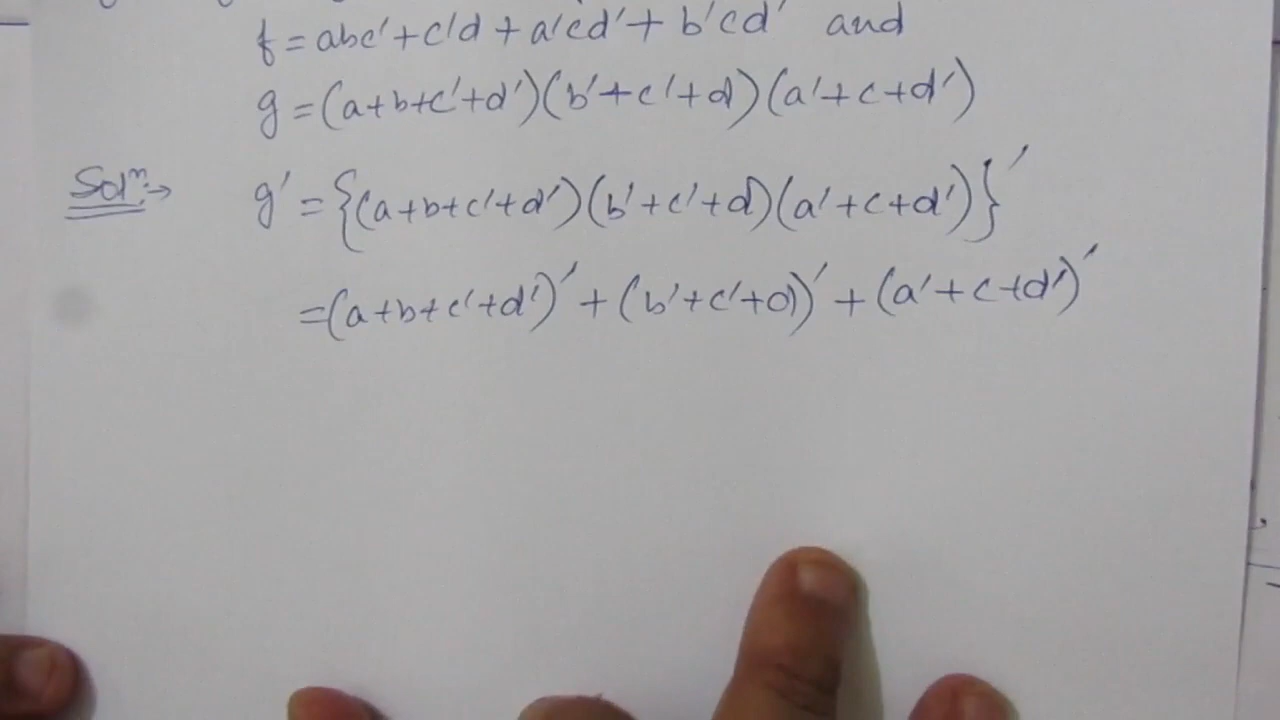 f = abc' + c'd + a'cd' + b'cd' and
g = (a+b+c'+d')(b'+c'+d)(a'+c+d')
Solⁿ:→ g' = {(a+b+c'+d')(b'+c'+d)(a'+c+d')}'
= (a+b+c'+d')' + (b'+c'+d)' + (a'+c+d')'